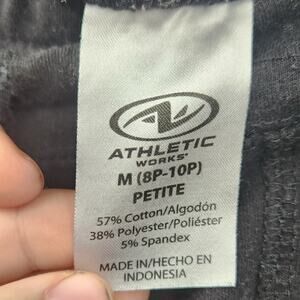 ATHLETIC
WORKS
M (8P-10P)
PETITE
57% Cotton/Algodón
38% Polyester/Poliéster
5% Spandex
MADE IN/HECHO EN
INDONESIA